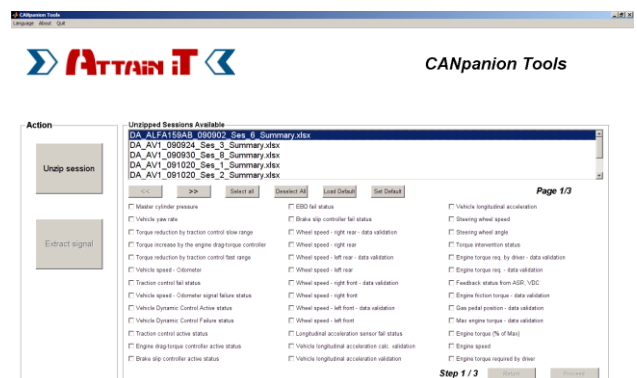 CANpanion Tools
Language About Quit
ATTAIN iT
CANpanion Tools
Action
Unzip session
Extract signal
Unzipped Sessions Available
DA_ALFA159AB_090902_Ses_6_Summary.xlsx
DA_AV1_090924_Ses_3_Summary.xlsx
DA_AV1_090930_Ses_8_Summary.xlsx
DA_AV1_091020_Ses_1_Summary.xlsx
DA_AV1_091020_Ses_2_Summary.xlsx
<< >> Select all Deselect All Load Default Set Default Page 1/3
Master cylinder pressure
Vehicle yaw rate
Torque reduction by traction control slow range
Torque increase by the engine drag-torque controller
Torque reduction by traction control fast range
Vehicle speed - Odometer
Traction control fail status
Vehicle speed - Odometer signal failure status
Vehicle Dynamic Control Active status
Vehicle Dynamic Control Failure status
Traction control active status
Engine drag-torque controller active status
Brake slip controller active status
EBD fail status
Brake slip controller fail status
Wheel speed - right rear - data validation
Wheel speed - right rear
Wheel speed - left rear - data validation
Wheel speed - left rear
Wheel speed - right front - data validation
Wheel speed - right front
Wheel speed - left front - data validation
Wheel speed - left front
Longitudinal acceleration sensor fail status
Vehicle longitudinal acceleration calc. validation
Vehicle longitudinal acceleration validation
Vehicle longitudinal acceleration
Steering wheel speed
Steering wheel angle
Torque intervention status
Engine torque req. by driver - data validation
Engine torque req. - data validation
Feedback status from ASR, VDC
Engine friction torque - data validation
Gas pedal position - data validation
Max engine torque - data validation
Engine torque (% of Max)
Engine speed
Engine torque required by driver
Step 1 / 3 Return Proceed